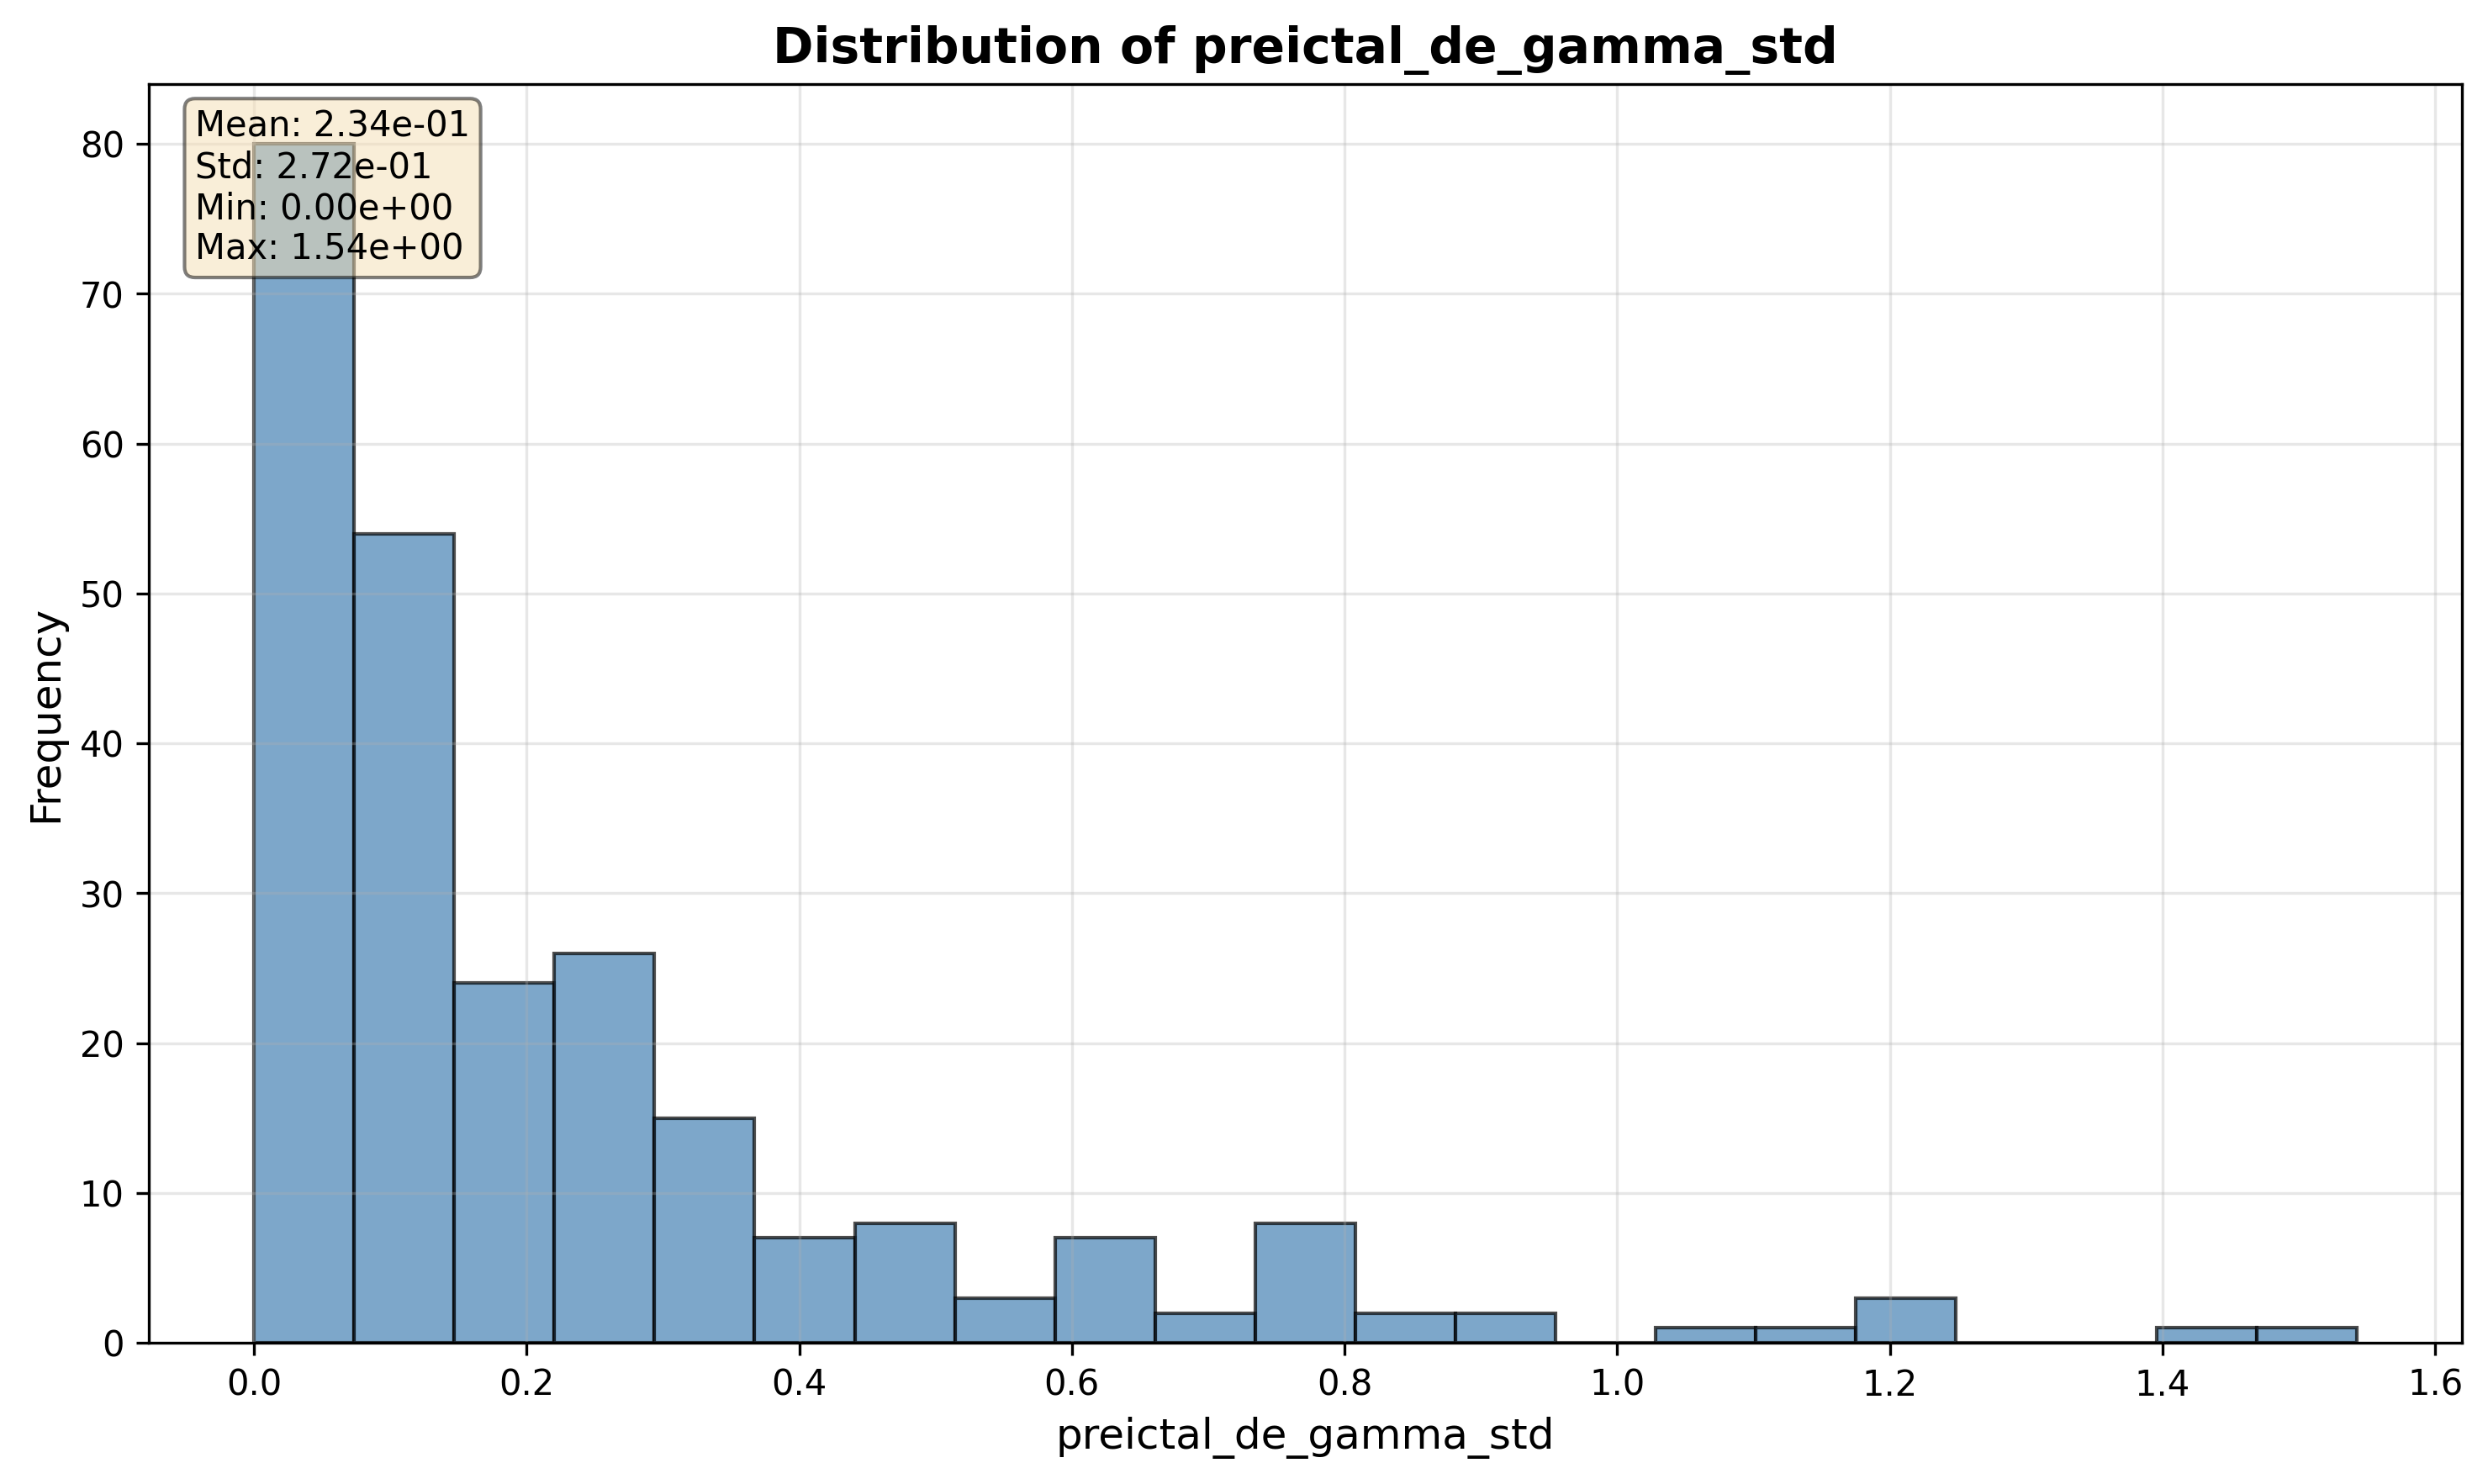 Distribution of preictal_de_gamma_std
Mean: 2.34e-01
Std: 2.72e-01
Min: 0.00e+00
Max: 1.54e+00
80
70
60
50
40
30
20
10
0
Frequency
0.0 0.2 0.4 0.6 0.8 1.0 1.2 1.4 1.6
preictal_de_gamma_std